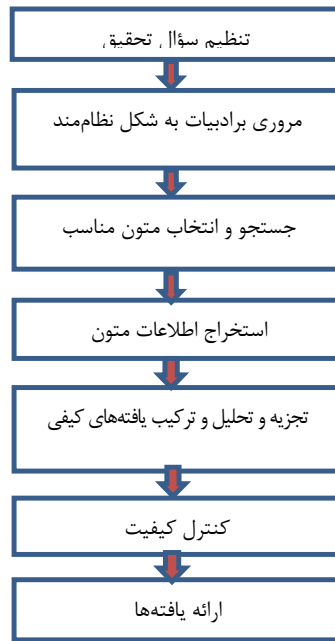 تنظیم سؤال تحقیق
مروری برادبیات به شکل نظام‌مند
جستجو و انتخاب متون مناسب
استخراج اطلاعات متون
تجزیه و تحلیل و ترکیب یافته‌های کیفی
کنترل کیفیت
ارائه یافته‌ها